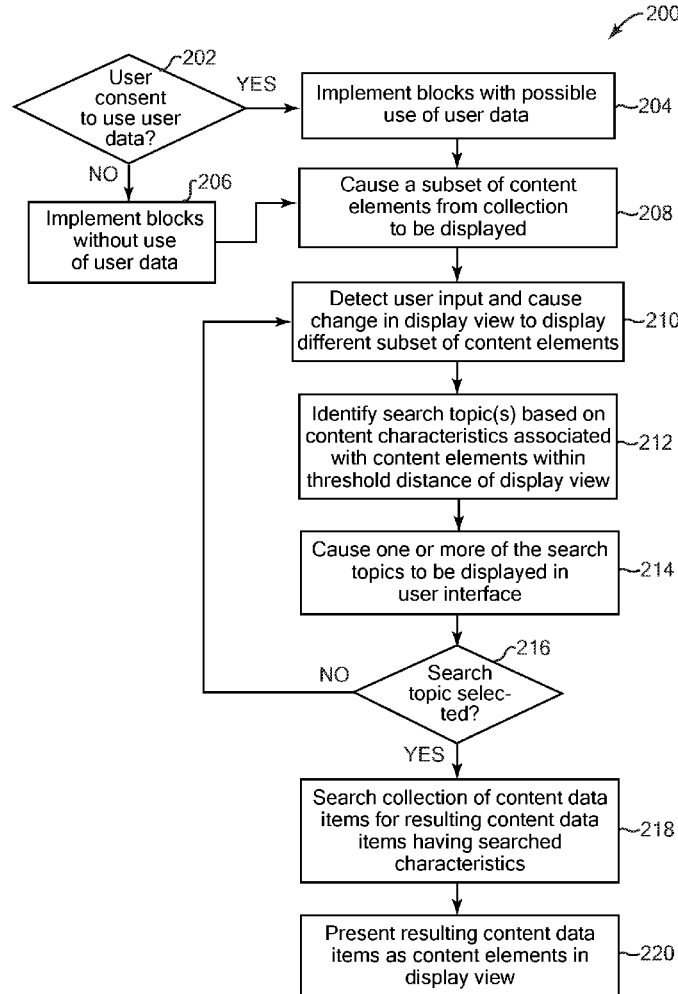 200
202
User
consent
to use user
data?
YES
Implement blocks with possible
use of user data
204
NO
206
Implement blocks
without use
of user data
Cause a subset of content
elements from collection
to be displayed
208
Detect user input and cause
change in display view to display
different subset of content elements
210
Identify search topic(s) based on
content characteristics associated
with content elements within
threshold distance of display view
212
Cause one or more of the search
topics to be displayed in
user interface
214
216
NO
Search
topic selec-
ted?
YES
Search collection of content data
items for resulting content data
items having searched
characteristics
218
Present resulting content data
items as content elements in
display view
220